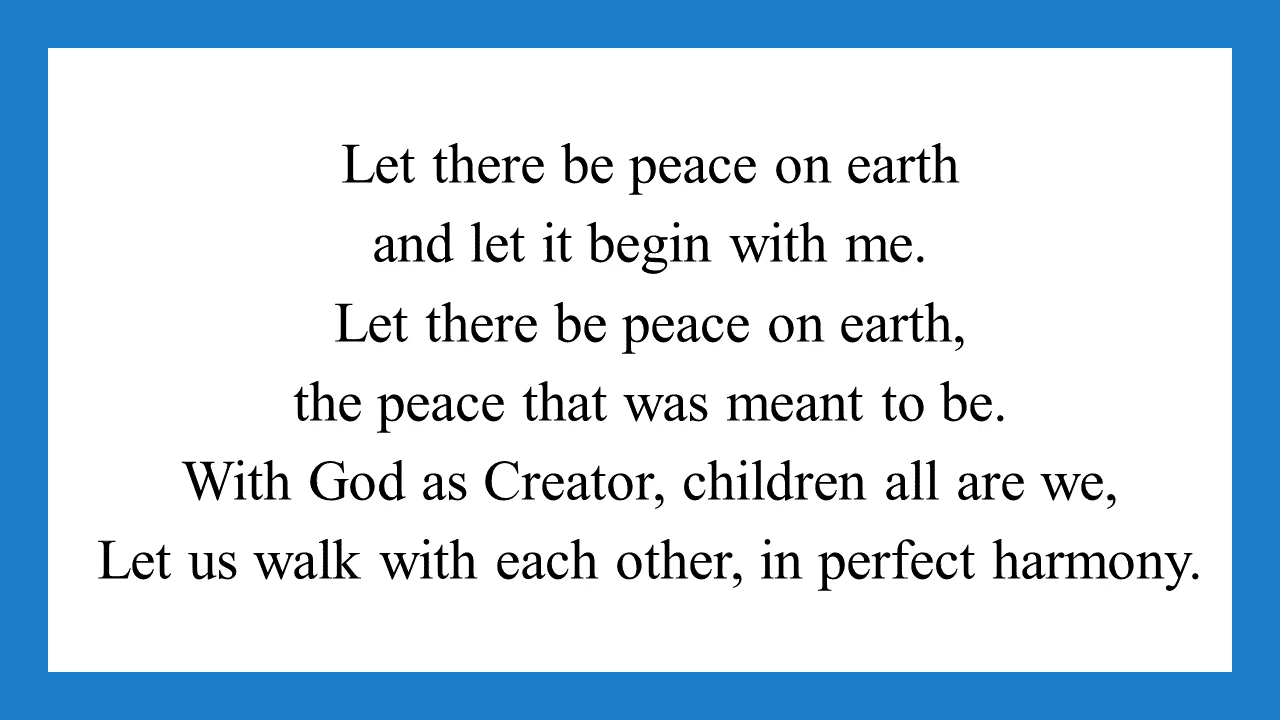 Let there be peace on earth
and let it begin with me.
Let there be peace on earth,
the peace that was meant to be.
With God as Creator, children all are we,
Let us walk with each other, in perfect harmony.